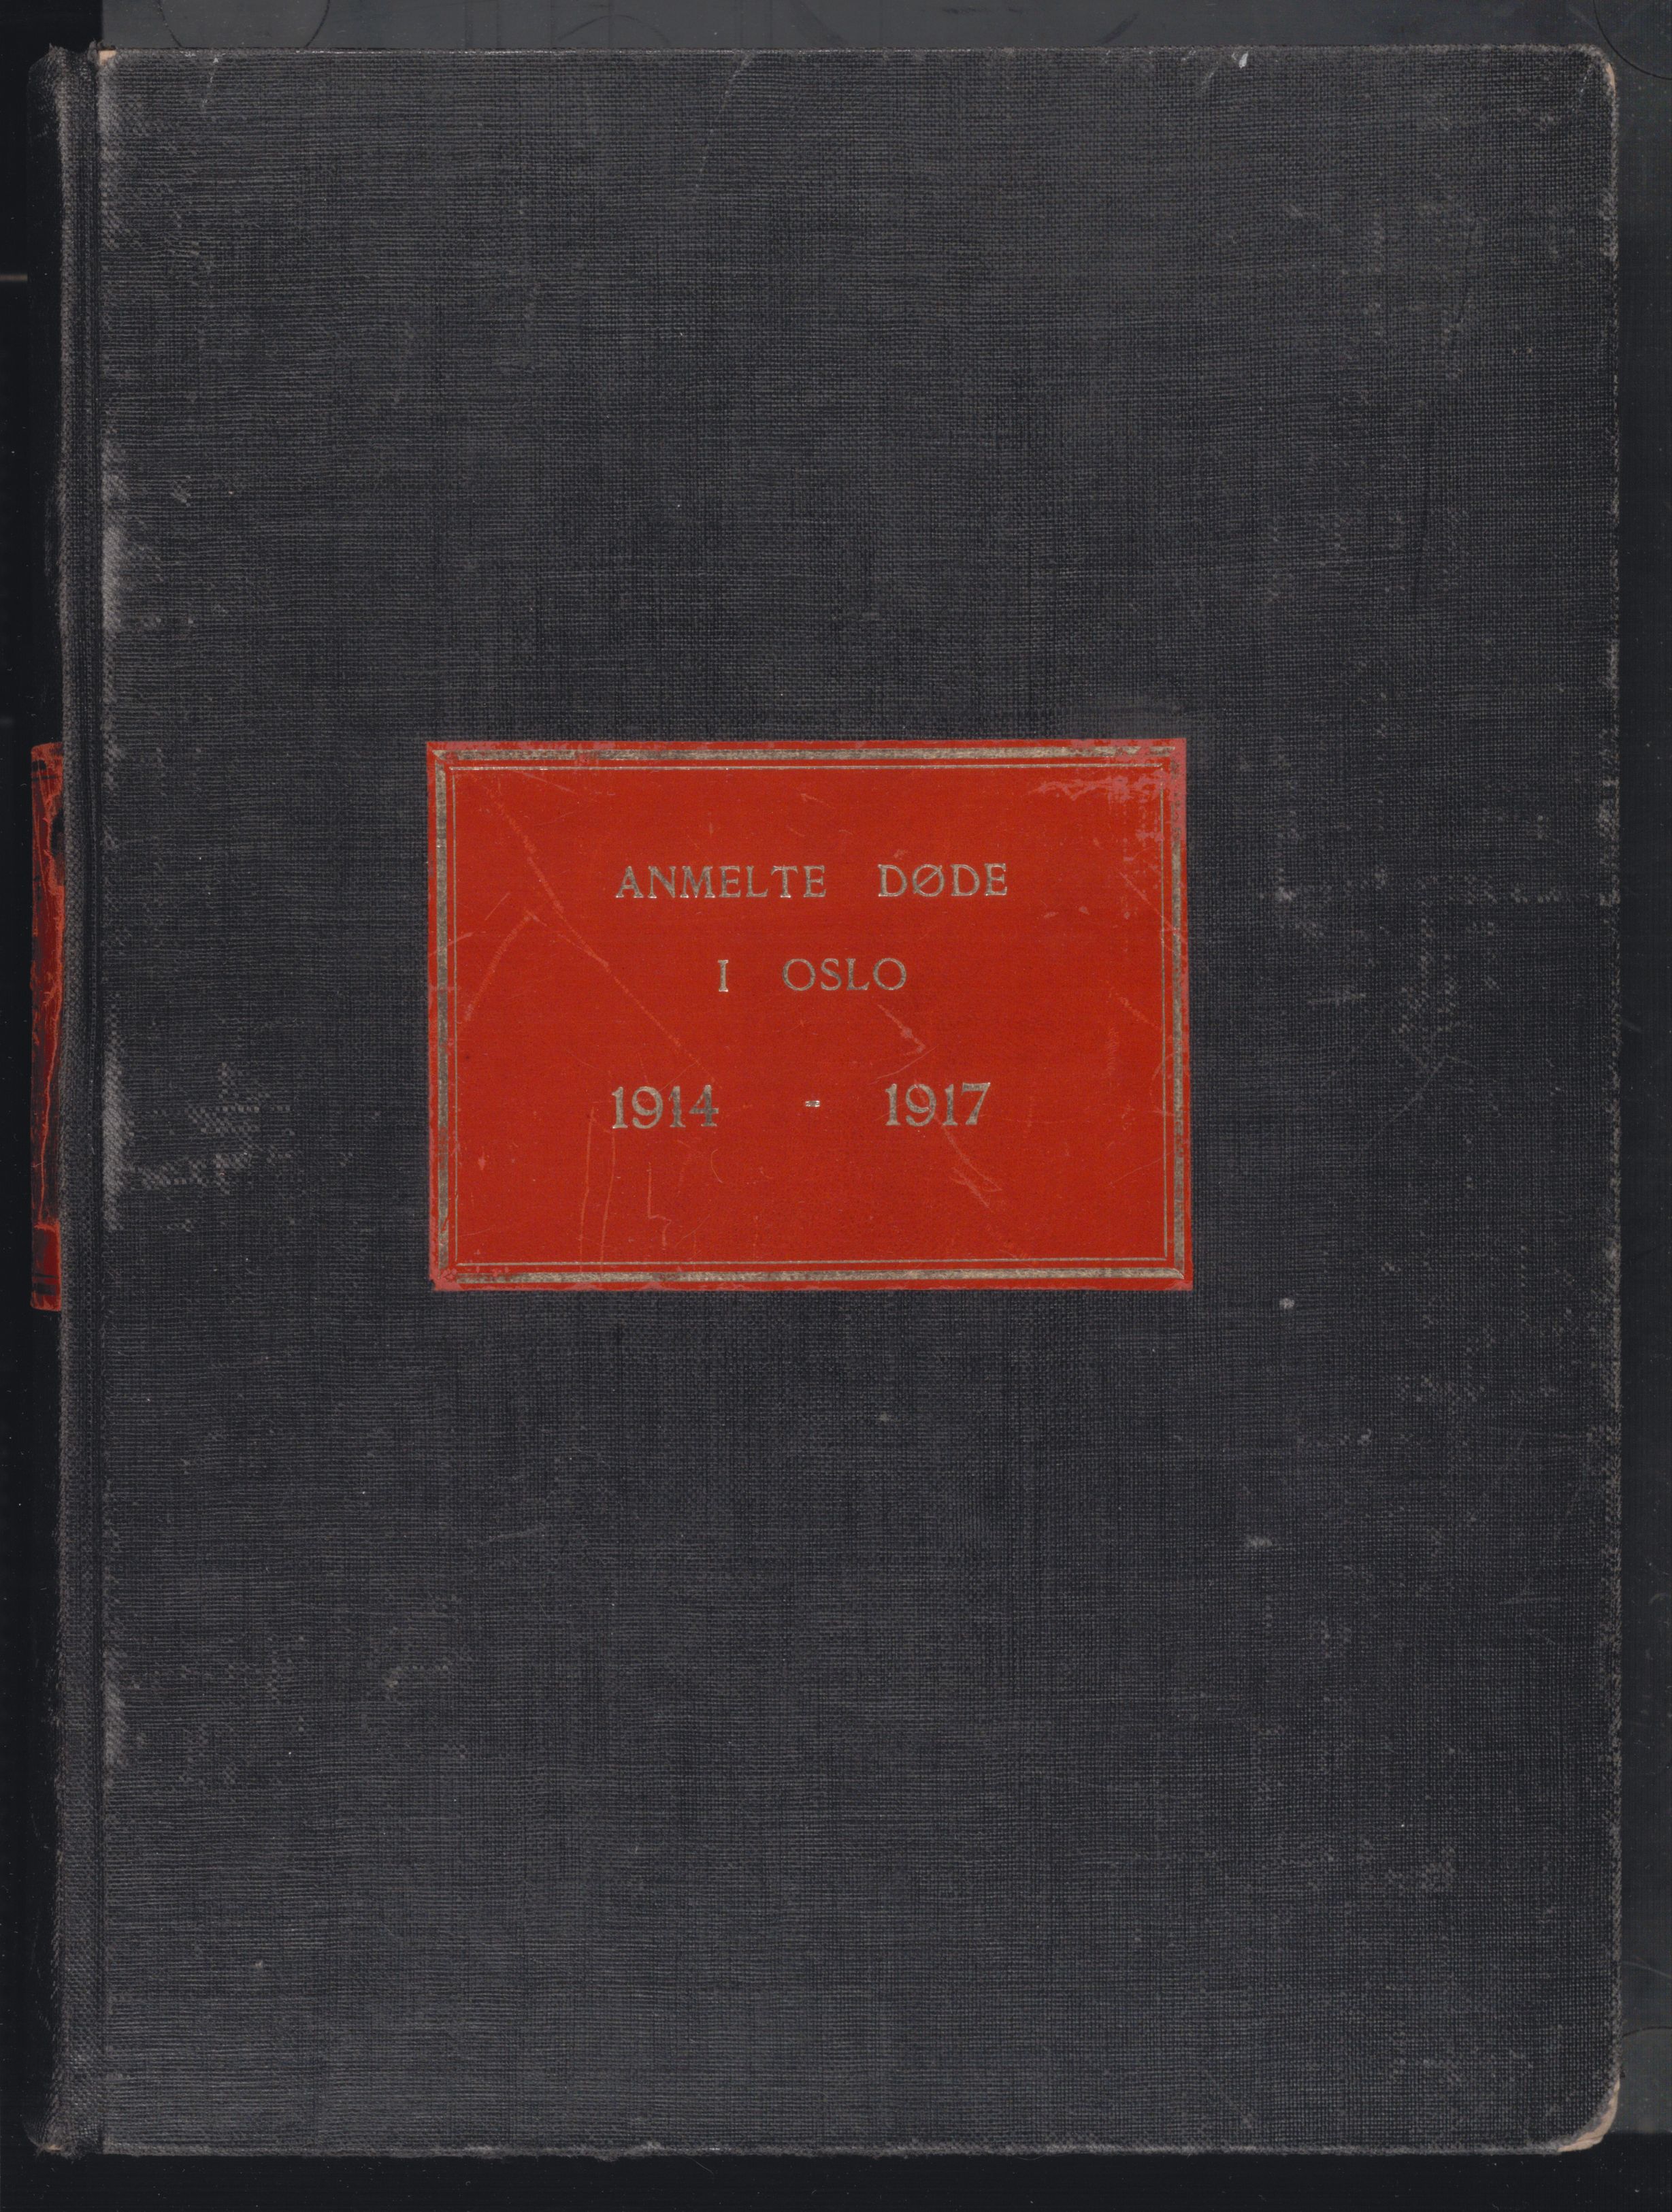 ANMELTE DØDE
I OSLO
1914 - 1917